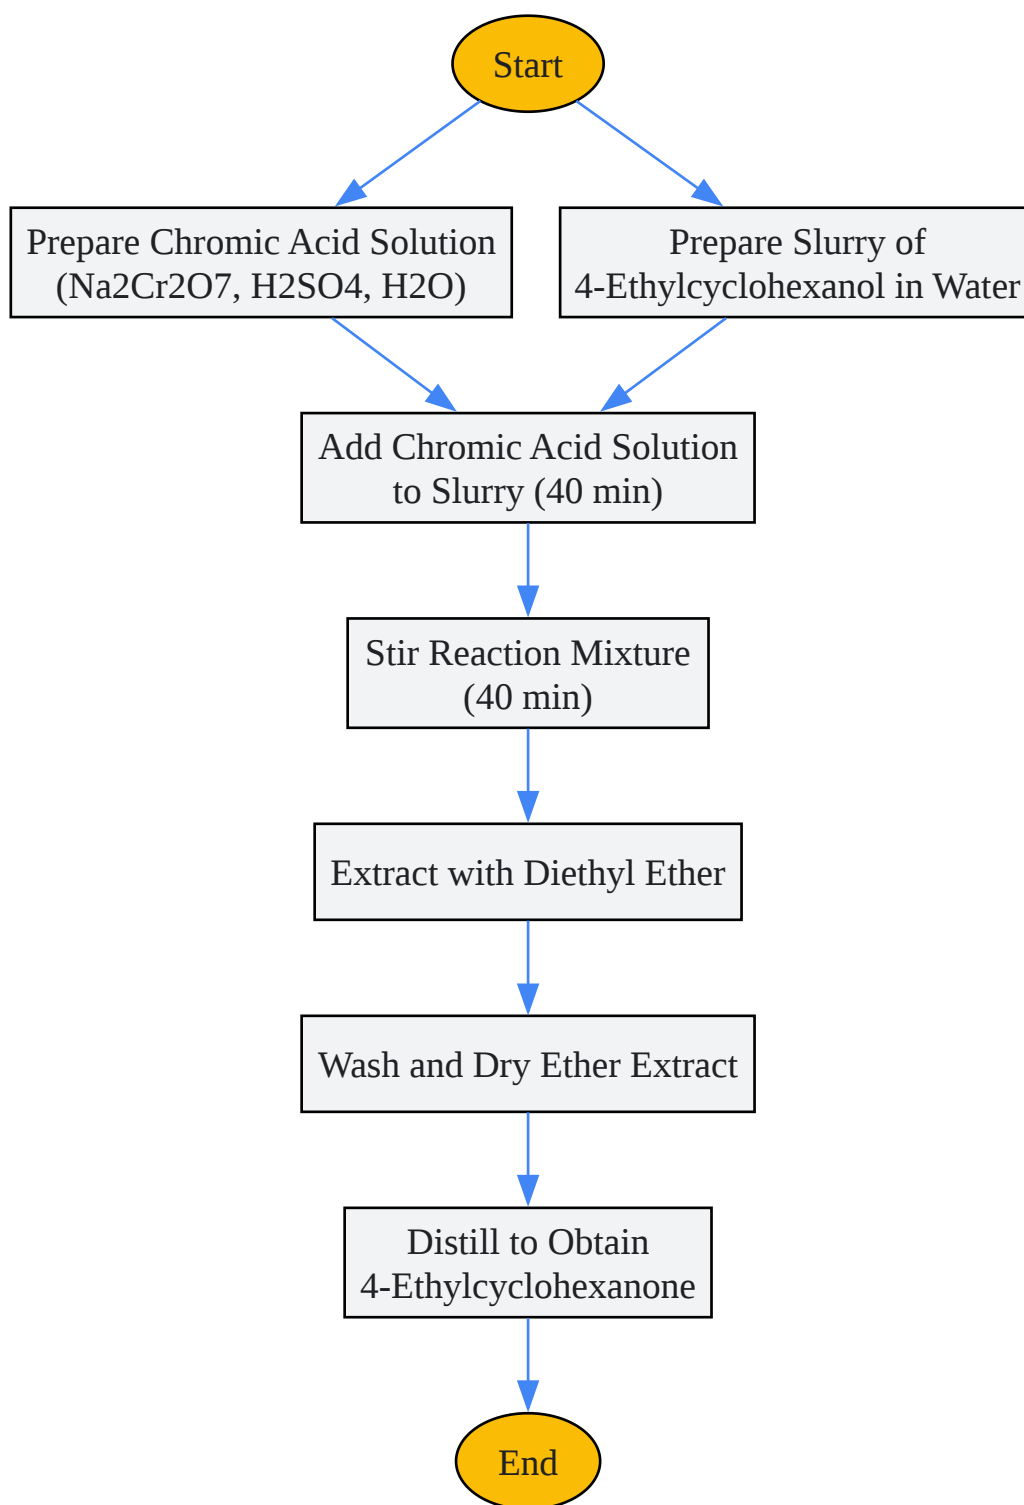 Start
Prepare Chromic Acid Solution
(Na2Cr2O7, H2SO4, H2O)
Prepare Slurry of
4-Ethylcyclohexanol in Water
Add Chromic Acid Solution
to Slurry (40 min)
Stir Reaction Mixture
(40 min)
Extract with Diethyl Ether
Wash and Dry Ether Extract
Distill to Obtain
4-Ethylcyclohexanone
End